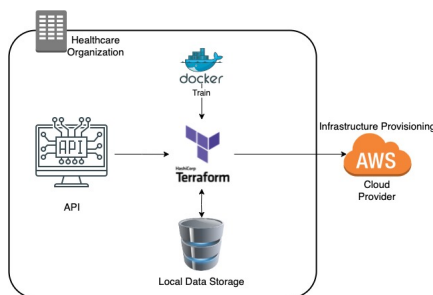 Healthcare
Organization
docker
Train
Infrastructure Provisioning
API
HashiCorp
Terraform
AWS
Cloud
Provider
API
Local Data Storage